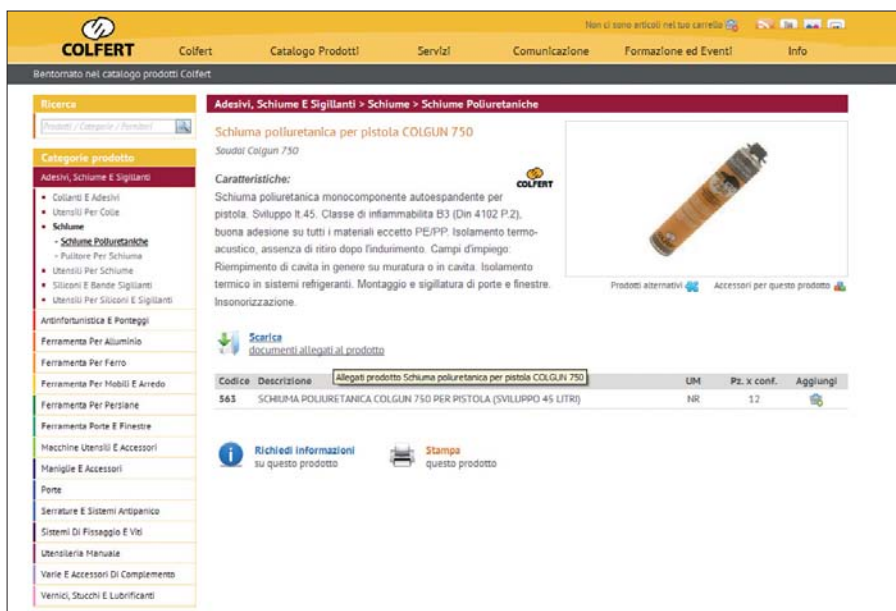 Non ci sono articoli nel tuo carrello
COLFERT
Colfert Catalogo Prodotti Servizi Comunicazione Formazione ed Eventi Info
Bentornato nel catalogo prodotti Colfert
Ricerca
Prodotti / Categorie / Fornitori
Categorie prodotto
Adesivi, Schiume E Sigillanti
Collanti E Adesivi
Utensili Per Colle
Schiume
- Schiume Poliuretaniche
- Pulitore Per Schiuma
Utensili Per Schiume
Siliconi E Bande Sigillanti
Utensili Per Siliconi E Sigillanti
Antinfortunistica E Ponteggi
Ferramenta Per Alluminio
Ferramenta Per Ferro
Ferramenta Per Mobili E Arredo
Ferramenta Per Persiane
Ferramenta Porte E Finestre
Macchine Utensili E Accessori
Maniglie E Accessori
Porte
Serrature E Sistemi Antipanico
Sistemi Di Fissaggio E Viti
Utensileria Manuale
Varie E Accessori Di Complemento
Vernici, Stucchi E Lubrificanti
Adesivi, Schiume E Sigillanti > Schiume > Schiume Poliuretaniche
Schiuma poliuretanica per pistola COLGUN 750
Soudal Colgun 750
Caratteristiche:
COLFERT
Schiuma poliuretanica monocomponente autoespandente per
pistola. Sviluppo lt.45. Classe di infiammabilita B3 (Din 4102 P.2),
buona adesione su tutti i materiali eccetto PE/PP. Isolamento termo-
acustico, assenza di ritiro dopo l'indurimento. Campi d'impiego:
Riempimento di cavita in genere su muratura o in cavita. Isolamento
termico in sistemi refrigeranti. Montaggio e sigillatura di porte e finestre.
Insonorizzazione.
Prodotti alternativi Accessori per questo prodotto
Scarica
documenti allegati al prodotto
Allegati prodotto Schiuma poliuretanica per pistola COLGUN 750
Codice Descrizione UM Pz. x conf. Aggiungi
563 SCHIUMA POLIURETANICA COLGUN 750 PER PISTOLA (SVILUPPO 45 LITRI) NR 12
Richiedi informazioni
su questo prodotto
Stampa
questo prodotto